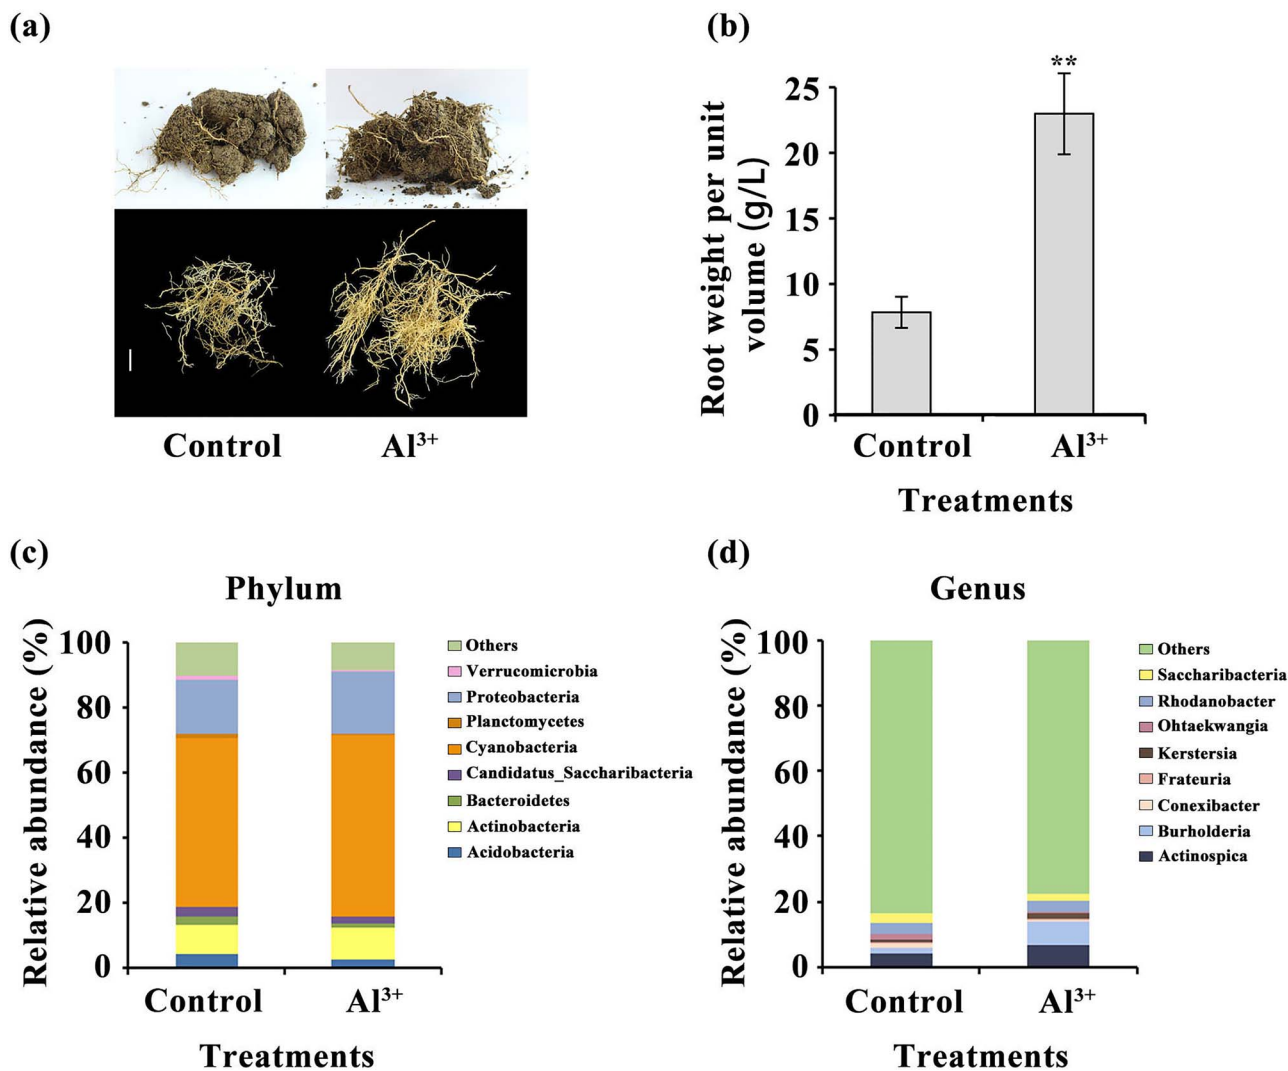 (a)
Control
Al³⁺
(b)
Root weight per unit
volume (g/L)
**
25
20
15
10
5
0
Control
Al³⁺
Treatments
(c)
Phylum
Relative abundance (%)
100
80
60
40
20
0
Others
Verrucomicrobia
Proteobacteria
Planctomycetes
Cyanobacteria
Candidatus_Saccharibacteria
Bacteroidetes
Actinobacteria
Acidobacteria
Control
Al³⁺
Treatments
(d)
Genus
Relative abundance (%)
100
80
60
40
20
0
Others
Saccharibacteria
Rhodanobacter
Ohtaekwangia
Kerstersia
Frateuria
Conexibacter
Burholderia
Actinospica
Control
Al³⁺
Treatments